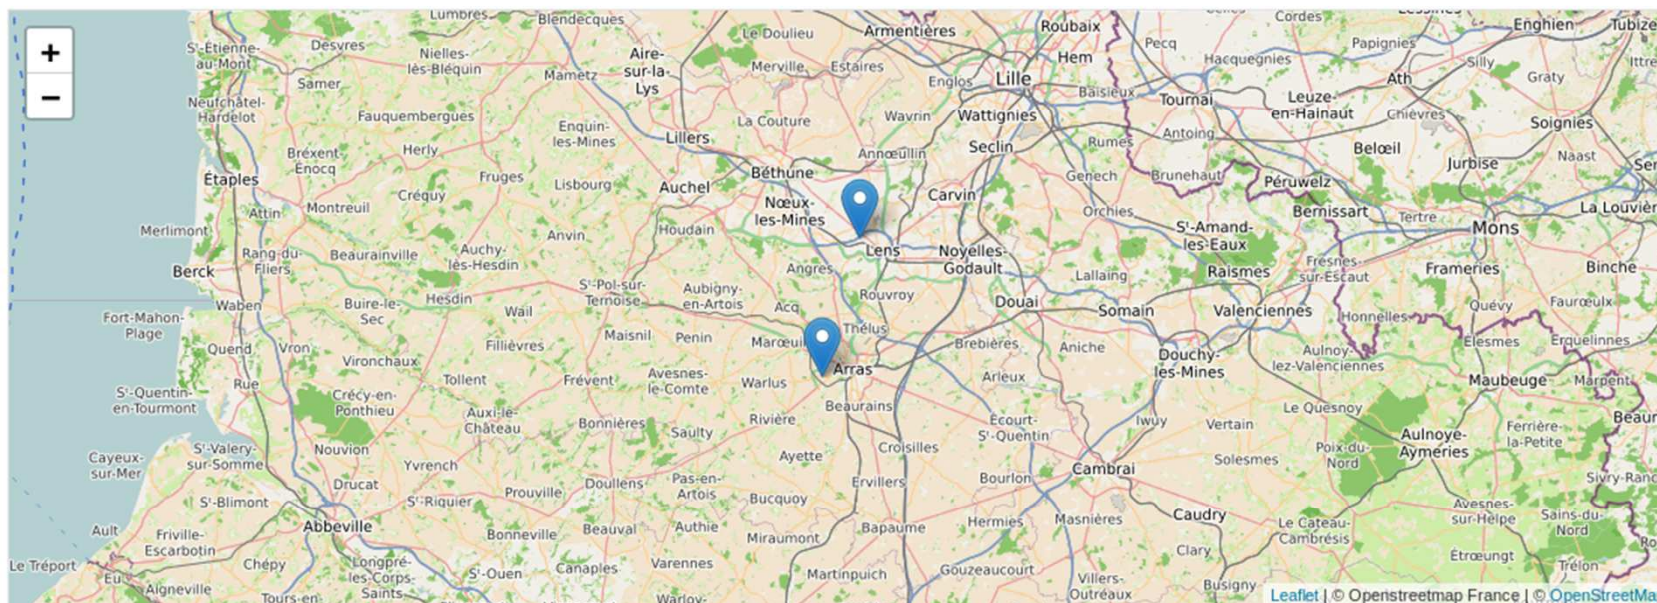 +
−
Lumbres
Blendecques
Le Doulieu
Armentières
Roubaix
Cordes
Enghien
Tubize
Sᵗ-Étienne-
au-Mont
Desvres
Nielles-
lès-Bléquin
Aire-
sur-la-
Lys
Merville
Estaires
Hem
Pecq
Papignies
Hacquegnies
Silly
Samer
Mametz
Englos
Lille
Baisieux
Tournai
Ath
Graty
Neufchâtel-
Hardelot
Fauquembergues
Enquin-
les-Mines
La Couture
Wavrin
Wattignies
Leuze-
en-Hainaut
Chièvres
Soignies
Lillers
Annœullin
Seclin
Rumes
Antoing
Belœil
Naast
Bréxent
Enocq
Herly
Jurbise
Étaples
Fruges
Lisbourg
Auchel
Béthune
Carvin
Genech
Brunehaut
Péruwelz
Créquy
Attin
Montreuil
Nœux-
les-Mines
Orchies
Bernissart
Tertre
La Louvièr
Merlimont
Anvin
Houdain
Sᵗ-Amand-
les-Eaux
Mons
Rang-du-
Fliers
Beaurainville
Auchy-
lès-Hesdin
Lens
Noyelles-
Godault
Berck
Angres
Lallaing
Raismes
Fresnes-
sur-Escaut
Frameries
Binche
Waben
Buire-le-
Sec
Hesdin
Sᵗ-Pol-sur-
Ternoise
Aubigny-
en-Artois
Acq
Rouvroy
Douai
Somain
Valenciennes
Quévy
Faurœulx
Fort-Mahon-
Plage
Wail
Honnelles
Maisnil
Penin
Marœuil
Thélus
Brebières
Aniche
Quend
Vron
Vironchaux
Fillièvres
Douchy-
les-Mines
Aulnoy-
lez-Valenciennes
Elesmes
Erquelinnes
Rue
Tollent
Frévent
Avesnes-
le-Comte
Warlus
Arras
Arleux
Maubeuge
Marpent
Sᵗ-Quentin-
en-Tourmont
Crécy-en-
Ponthieu
Auxi-le-
Château
Bonnières
Saulty
Rivière
Beaurains
Écourt-
Sᵗ-Quentin
Iwuy
Vertain
Le Quesnoy
Ferrière-
la-Petite
Beaur
Sᵗ-Valery-
sur-Somme
Nouvion
Croisilles
Poix-du-
Nord
Aulnoye-
Aymeries
Cayeux-
sur-Mer
Yvrench
Ayette
Cambrai
Solesmes
Drucat
Sᵗ-Riquier
Prouville
Doullens
Pas-en-
Artois
Ervillers
Bourlon
Sivry-Ranc
Sᵗ-Blimont
Bucquoy
Ault
Abbeville
Bonneville
Beauval
Authie
Miraumont
Bapaume
Hermies
Masnières
Caudry
Le Cateau-
Cambrésis
Avesnes-
sur-Helpe
Sains-du-
Nord
Friville-
Escarbotin
Le Tréport
Eu
Chépy
Longpré-
les-Corps-
Saints
Sᵗ-Ouen
Canaples
Varennes
Martinpuich
Gouzeaucourt
Clary
Étrœungt
Trélon
Aigneville
Villers-
Outréaux
Busigny
Tours-en-
Warloy-
Leaflet | © Openstreetmap France | © OpenStreetMa